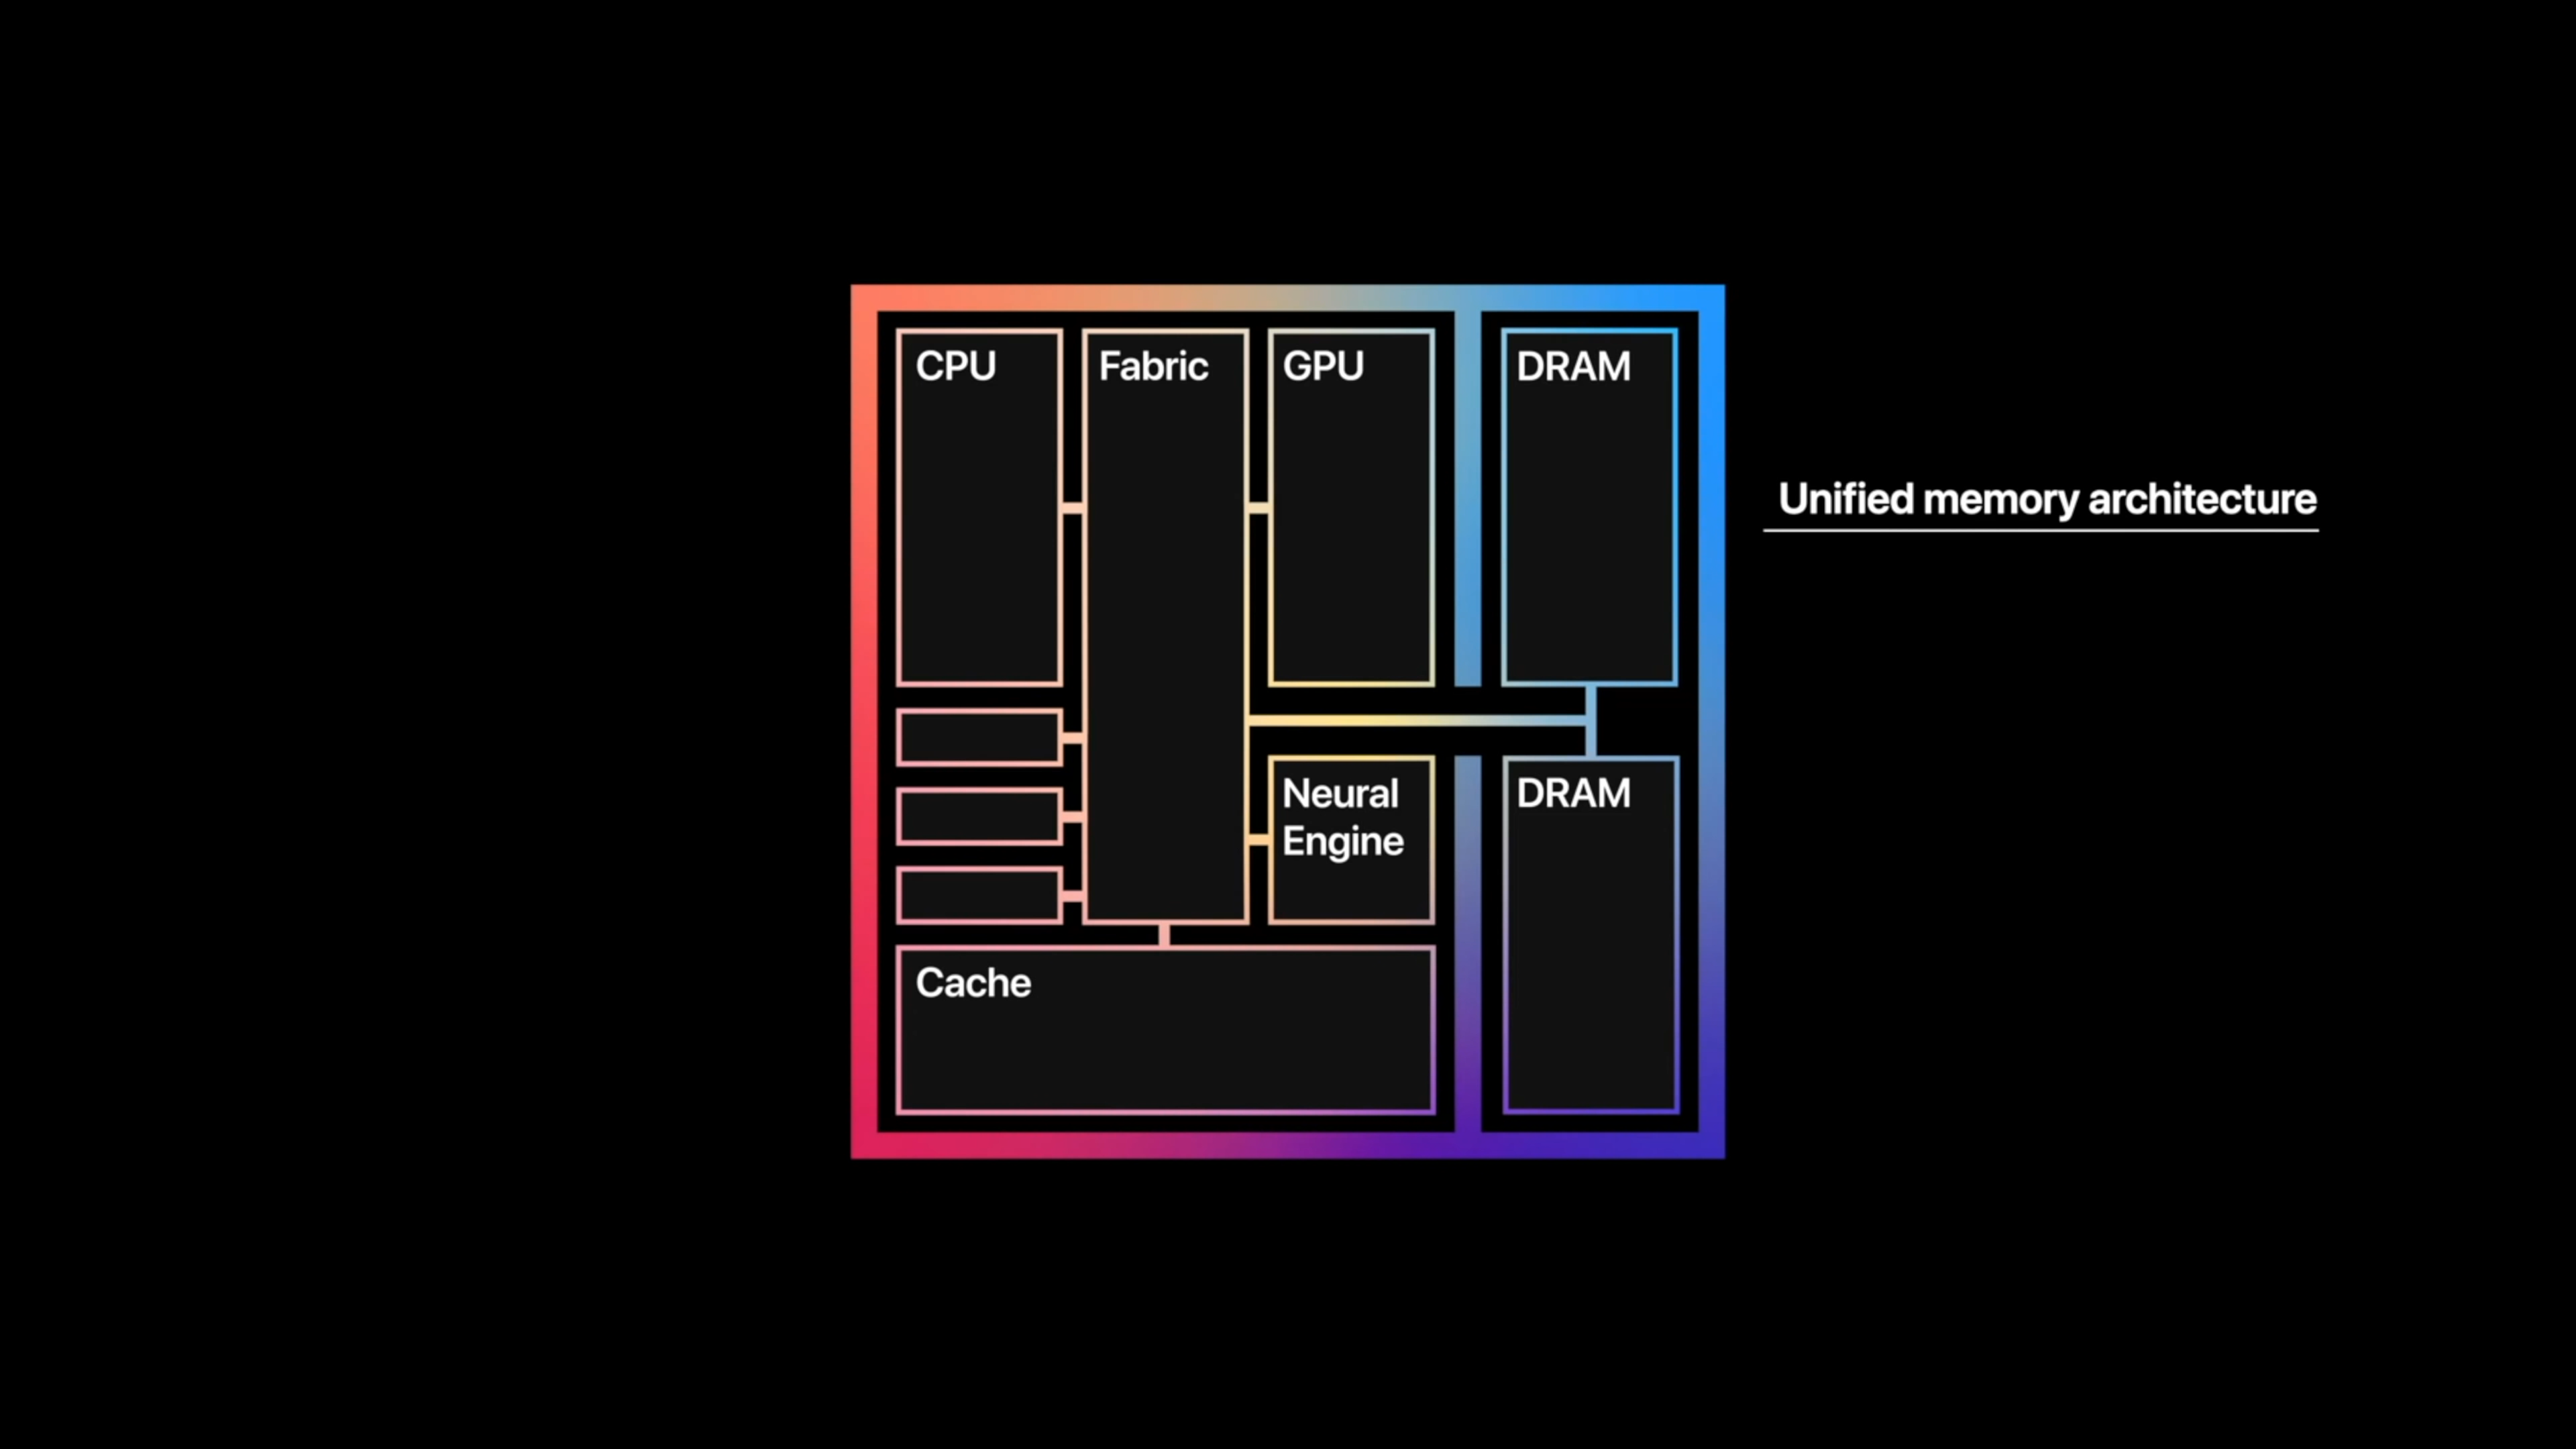 CPU
Fabric
GPU
DRAM
Unified memory architecture
Neural
Engine
DRAM
Cache